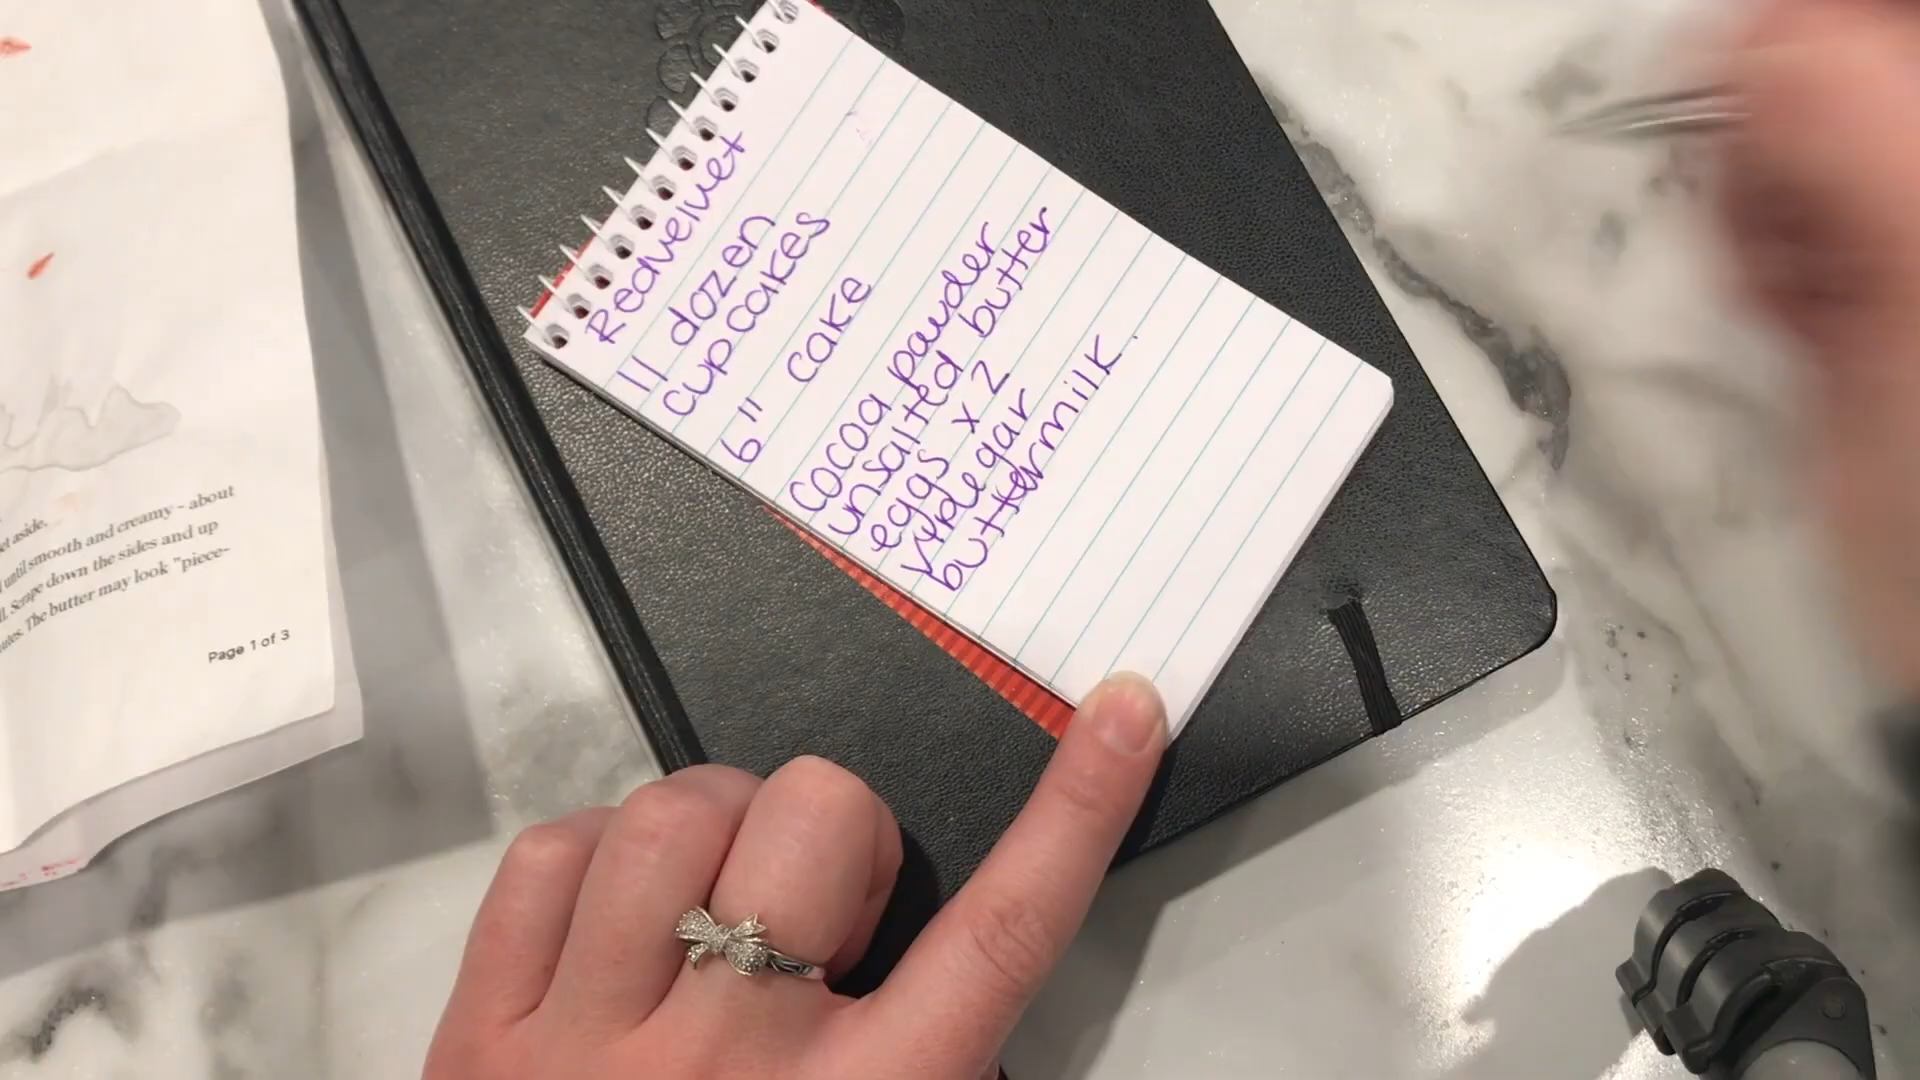 et aside.
until smooth and creamy - about
Scrape down the sides and up
The butter may look "piece-
Page 1 of 3
Redvelvet
11 dozen
cupcakes
6" cake
cocoa powder
unsalted butter
eggs x 2
vinegar
buttermilk.